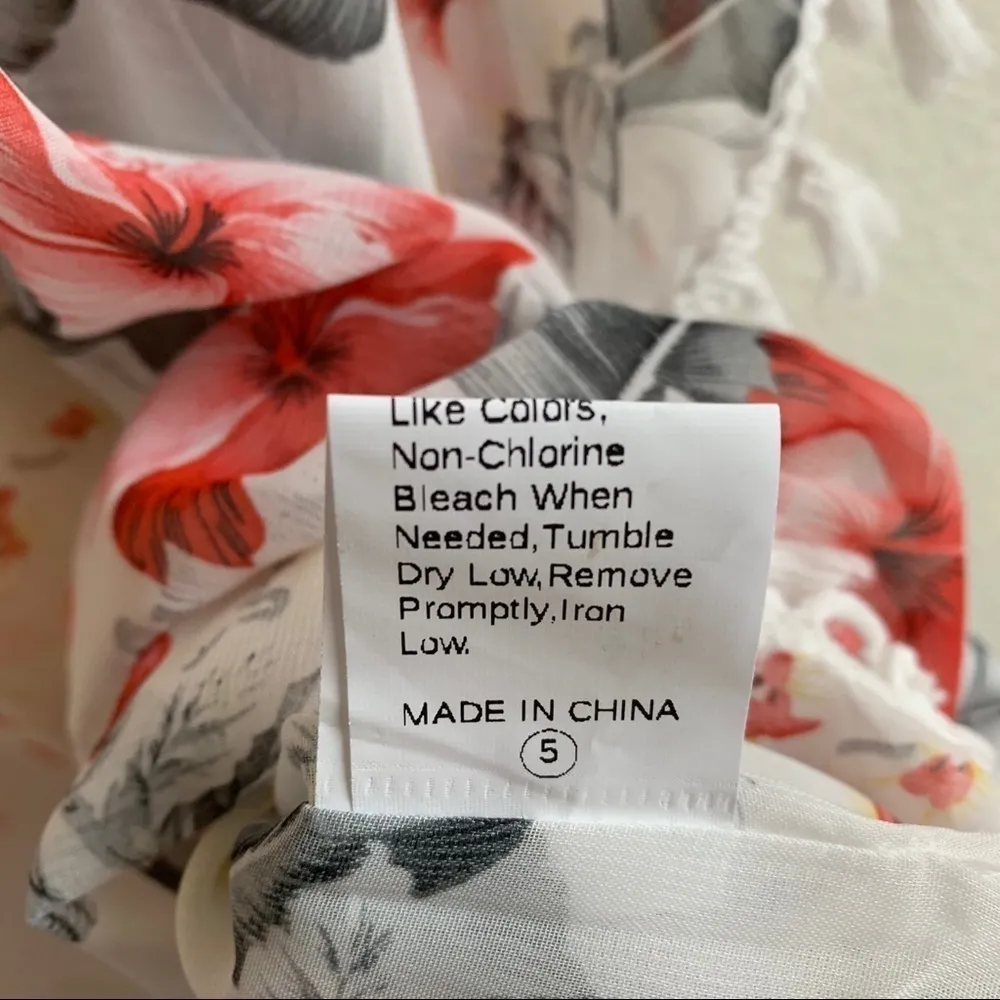 Like Colors,
Non-Chlorine
Bleach When
Needed,Tumble
Dry Low,Remove
Promptly,Iron
Low.
MADE IN CHINA
5